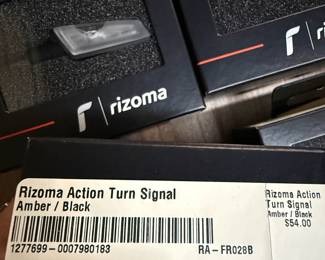 rizoma
rizoma
Rizoma Action Turn Signal
Amber / Black
1277699-0007980183
RA-FR028B
Rizoma Action
Turn Signal
Amber / Black
$54.00